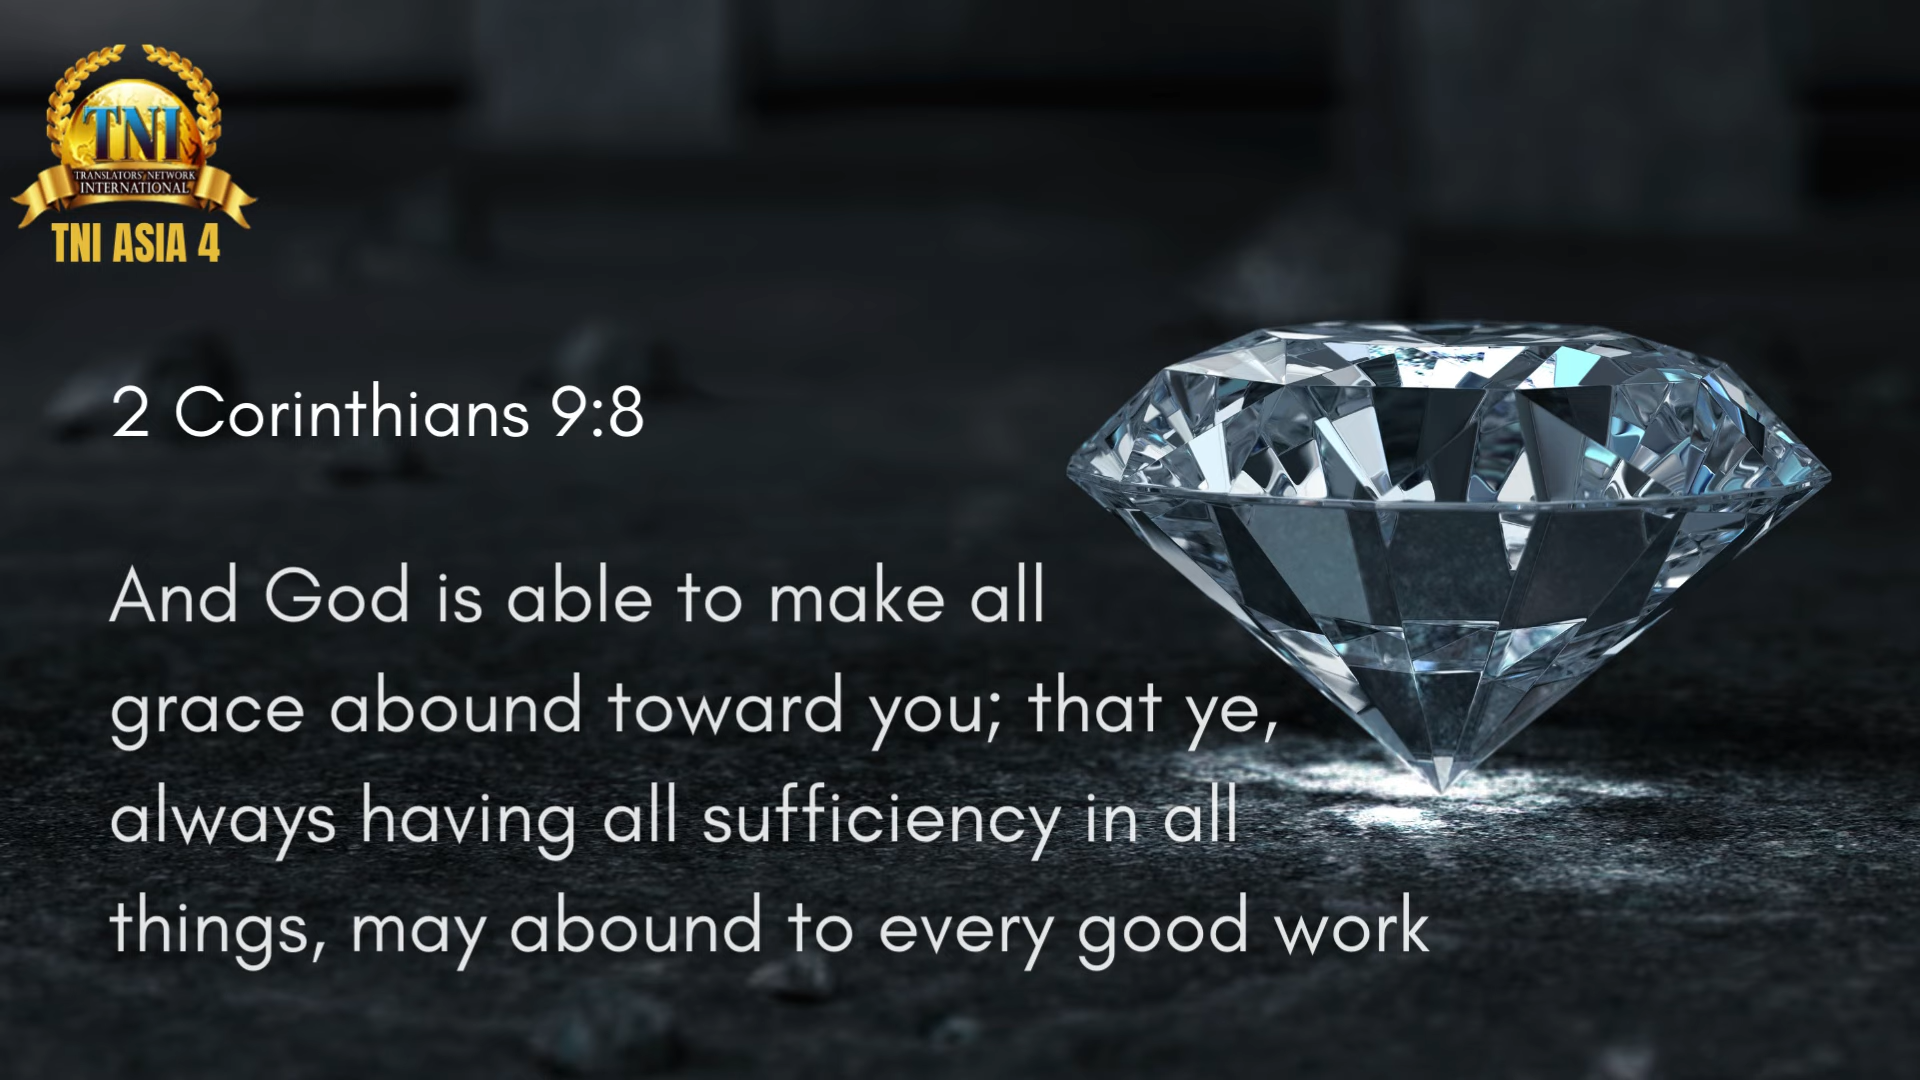 TNI
TRANSLATORS' NETWORK
INTERNATIONAL
TNI ASIA 4
2 Corinthians 9:8
And God is able to make all
grace abound toward you; that ye,
always having all sufficiency in all
things, may abound to every good work